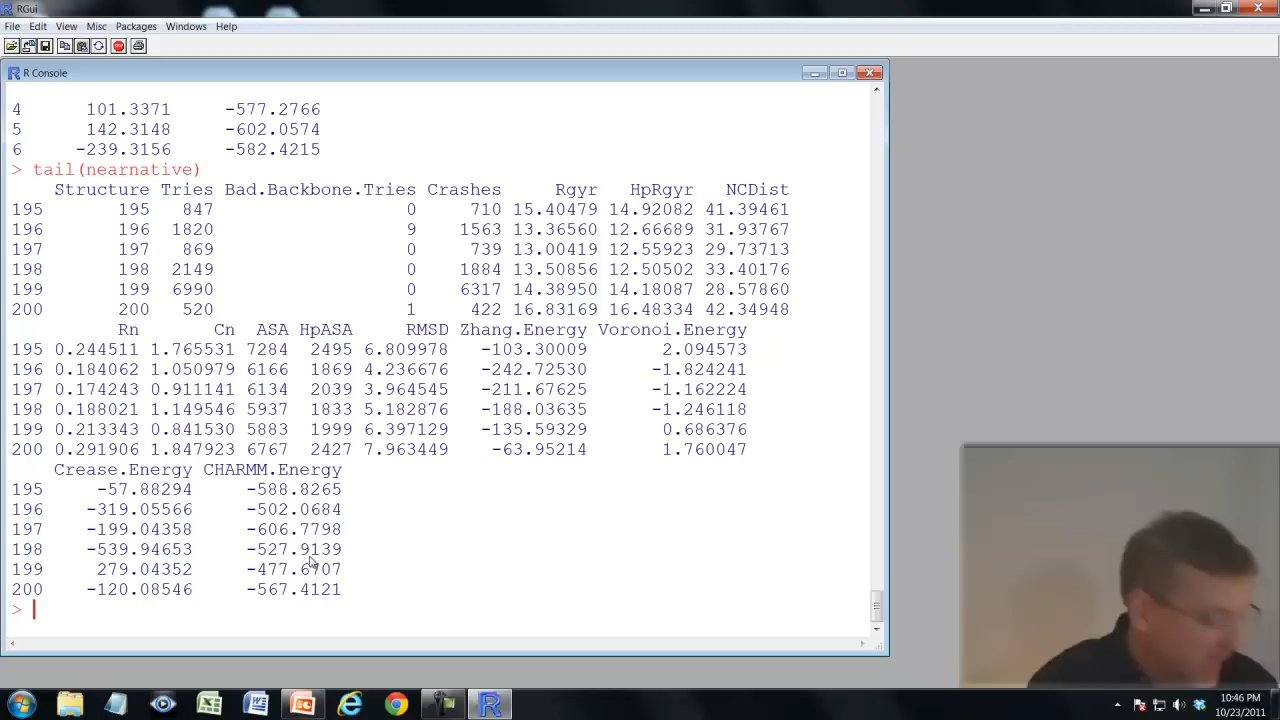 RGui
File Edit View Misc Packages Windows Help
R Console
4 101.3371 -577.2766
5 142.3148 -602.0574
6 -239.3156 -582.4215
> tail(nearnative)
Structure Tries Bad.Backbone.Tries Crashes Rgyr HpRgyr NCDist
195 195 847 0 710 15.40479 14.92082 41.39461
196 196 1820 9 1563 13.36560 12.66689 31.93767
197 197 869 0 739 13.00419 12.55923 29.73713
198 198 2149 0 1884 13.50856 12.50502 33.40176
199 199 6990 0 6317 14.38950 14.18087 28.57860
200 200 520 1 422 16.83169 16.48334 42.34948
Rn Cn ASA HpASA RMSD Zhang.Energy Voronoi.Energy
195 0.244511 1.765531 7284 2495 6.809978 -103.30009 2.094573
196 0.184062 1.050979 6166 1869 4.236676 -242.72530 -1.824241
197 0.174243 0.911141 6134 2039 3.964545 -211.67625 -1.162224
198 0.188021 1.149546 5937 1833 5.182876 -188.03635 -1.246118
199 0.213343 0.841530 5883 1999 6.397129 -135.59329 0.686376
200 0.291906 1.847923 6767 2427 7.963449 -63.95214 1.760047
Crease.Energy CHARMM.Energy
195 -57.88294 -588.8265
196 -319.05566 -502.0684
197 -199.04358 -606.7798
198 -539.94653 -527.9139
199 279.04352 -477.6707
200 -120.08546 -567.4121
>
10:46 PM
10/23/2011